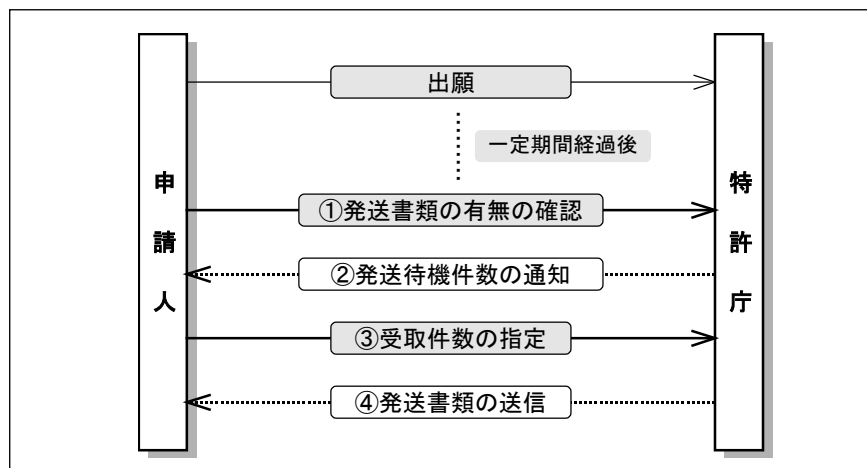 出願
一定期間経過後
申請人
特許庁
①発送書類の有無の確認
②発送待機件数の通知
③受取件数の指定
④発送書類の送信